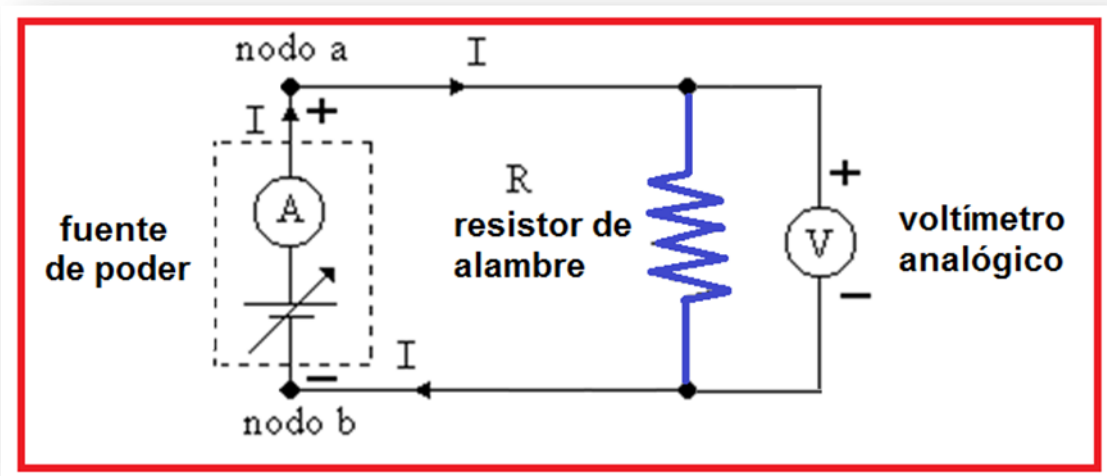 nodo a
I
I
+
A
fuente
de poder
R
resistor de
alambre
+
V
−
voltímetro
analógico
I
−
nodo b